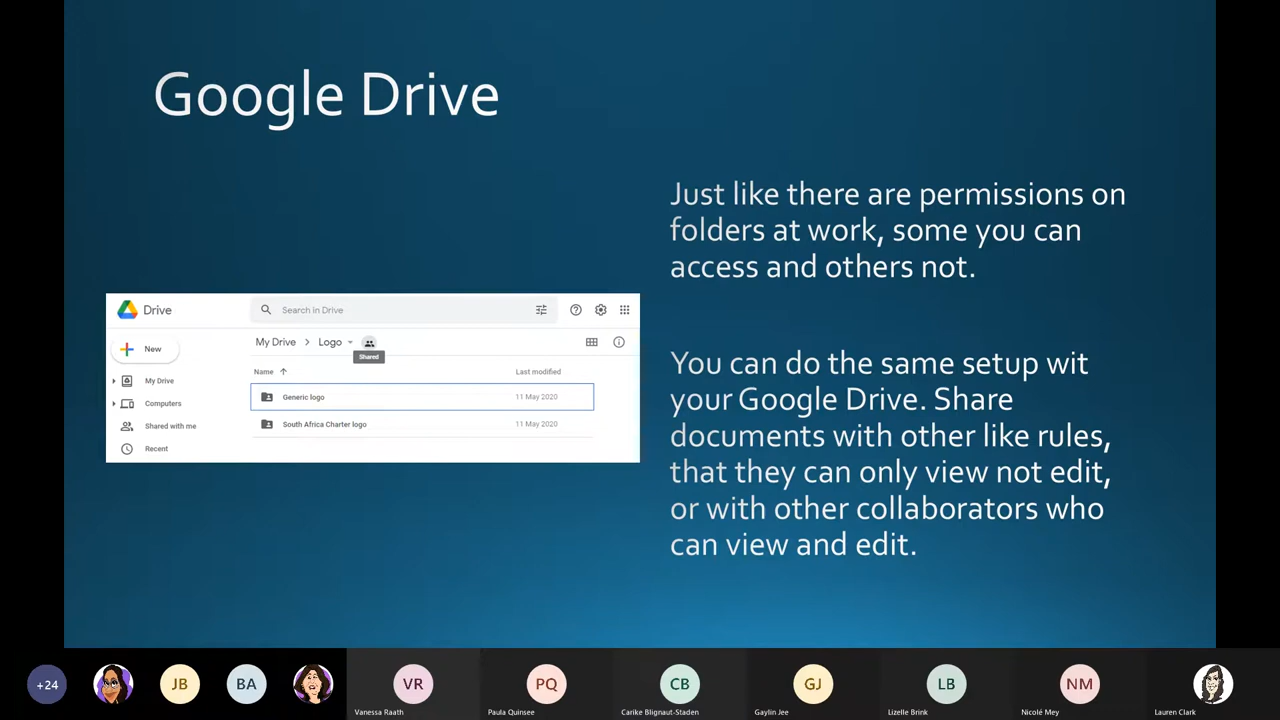 Google Drive
Just like there are permissions on
folders at work, some you can
access and others not.
You can do the same setup wit
your Google Drive. Share
documents with other like rules,
that they can only view not edit,
or with other collaborators who
can view and edit.
Drive
Search in Drive
New
My Drive > Logo
Shared
Name
Last modified
My Drive
Generic logo
11 May 2020
Computers
South Africa Charter logo
11 May 2020
Shared with me
Recent
+24
JB
BA
VR
Vanessa Raath
PQ
Paula Quinsee
CB
Carike Blignaut-Staden
GJ
Gaylin Jee
LB
Lizelle Brink
NM
Nicolé Mey
Lauren Clark